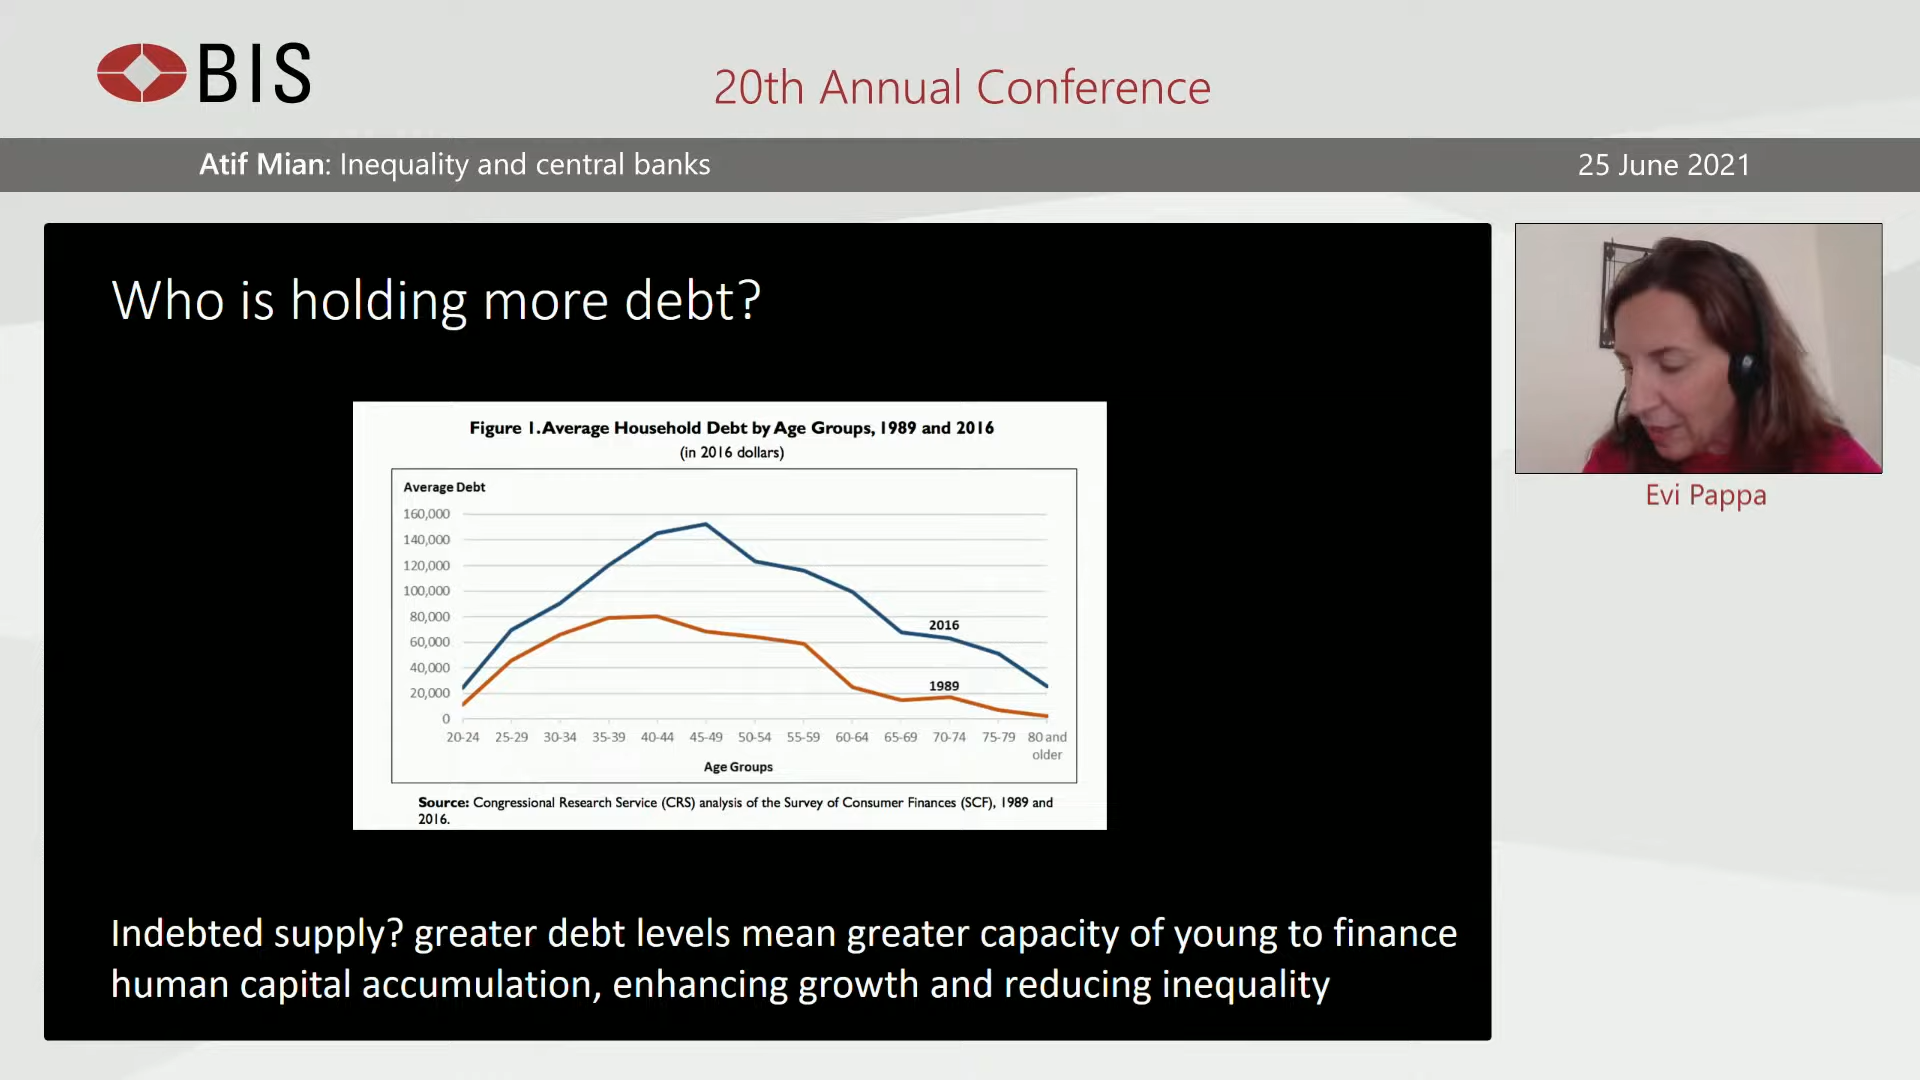 BIS
20th Annual Conference
Atif Mian: Inequality and central banks
25 June 2021
Who is holding more debt?
Figure 1. Average Household Debt by Age Groups, 1989 and 2016
(in 2016 dollars)
Average Debt
160,000
140,000
120,000
100,000
80,000
60,000
40,000
20,000
0
2016
1989
20-24 25-29 30-34 35-39 40-44 45-49 50-54 55-59 60-64 65-69 70-74 75-79 80 and
older
Age Groups
Source: Congressional Research Service (CRS) analysis of the Survey of Consumer Finances (SCF), 1989 and
2016.
Evi Pappa
Indebted supply? greater debt levels mean greater capacity of young to finance
human capital accumulation, enhancing growth and reducing inequality